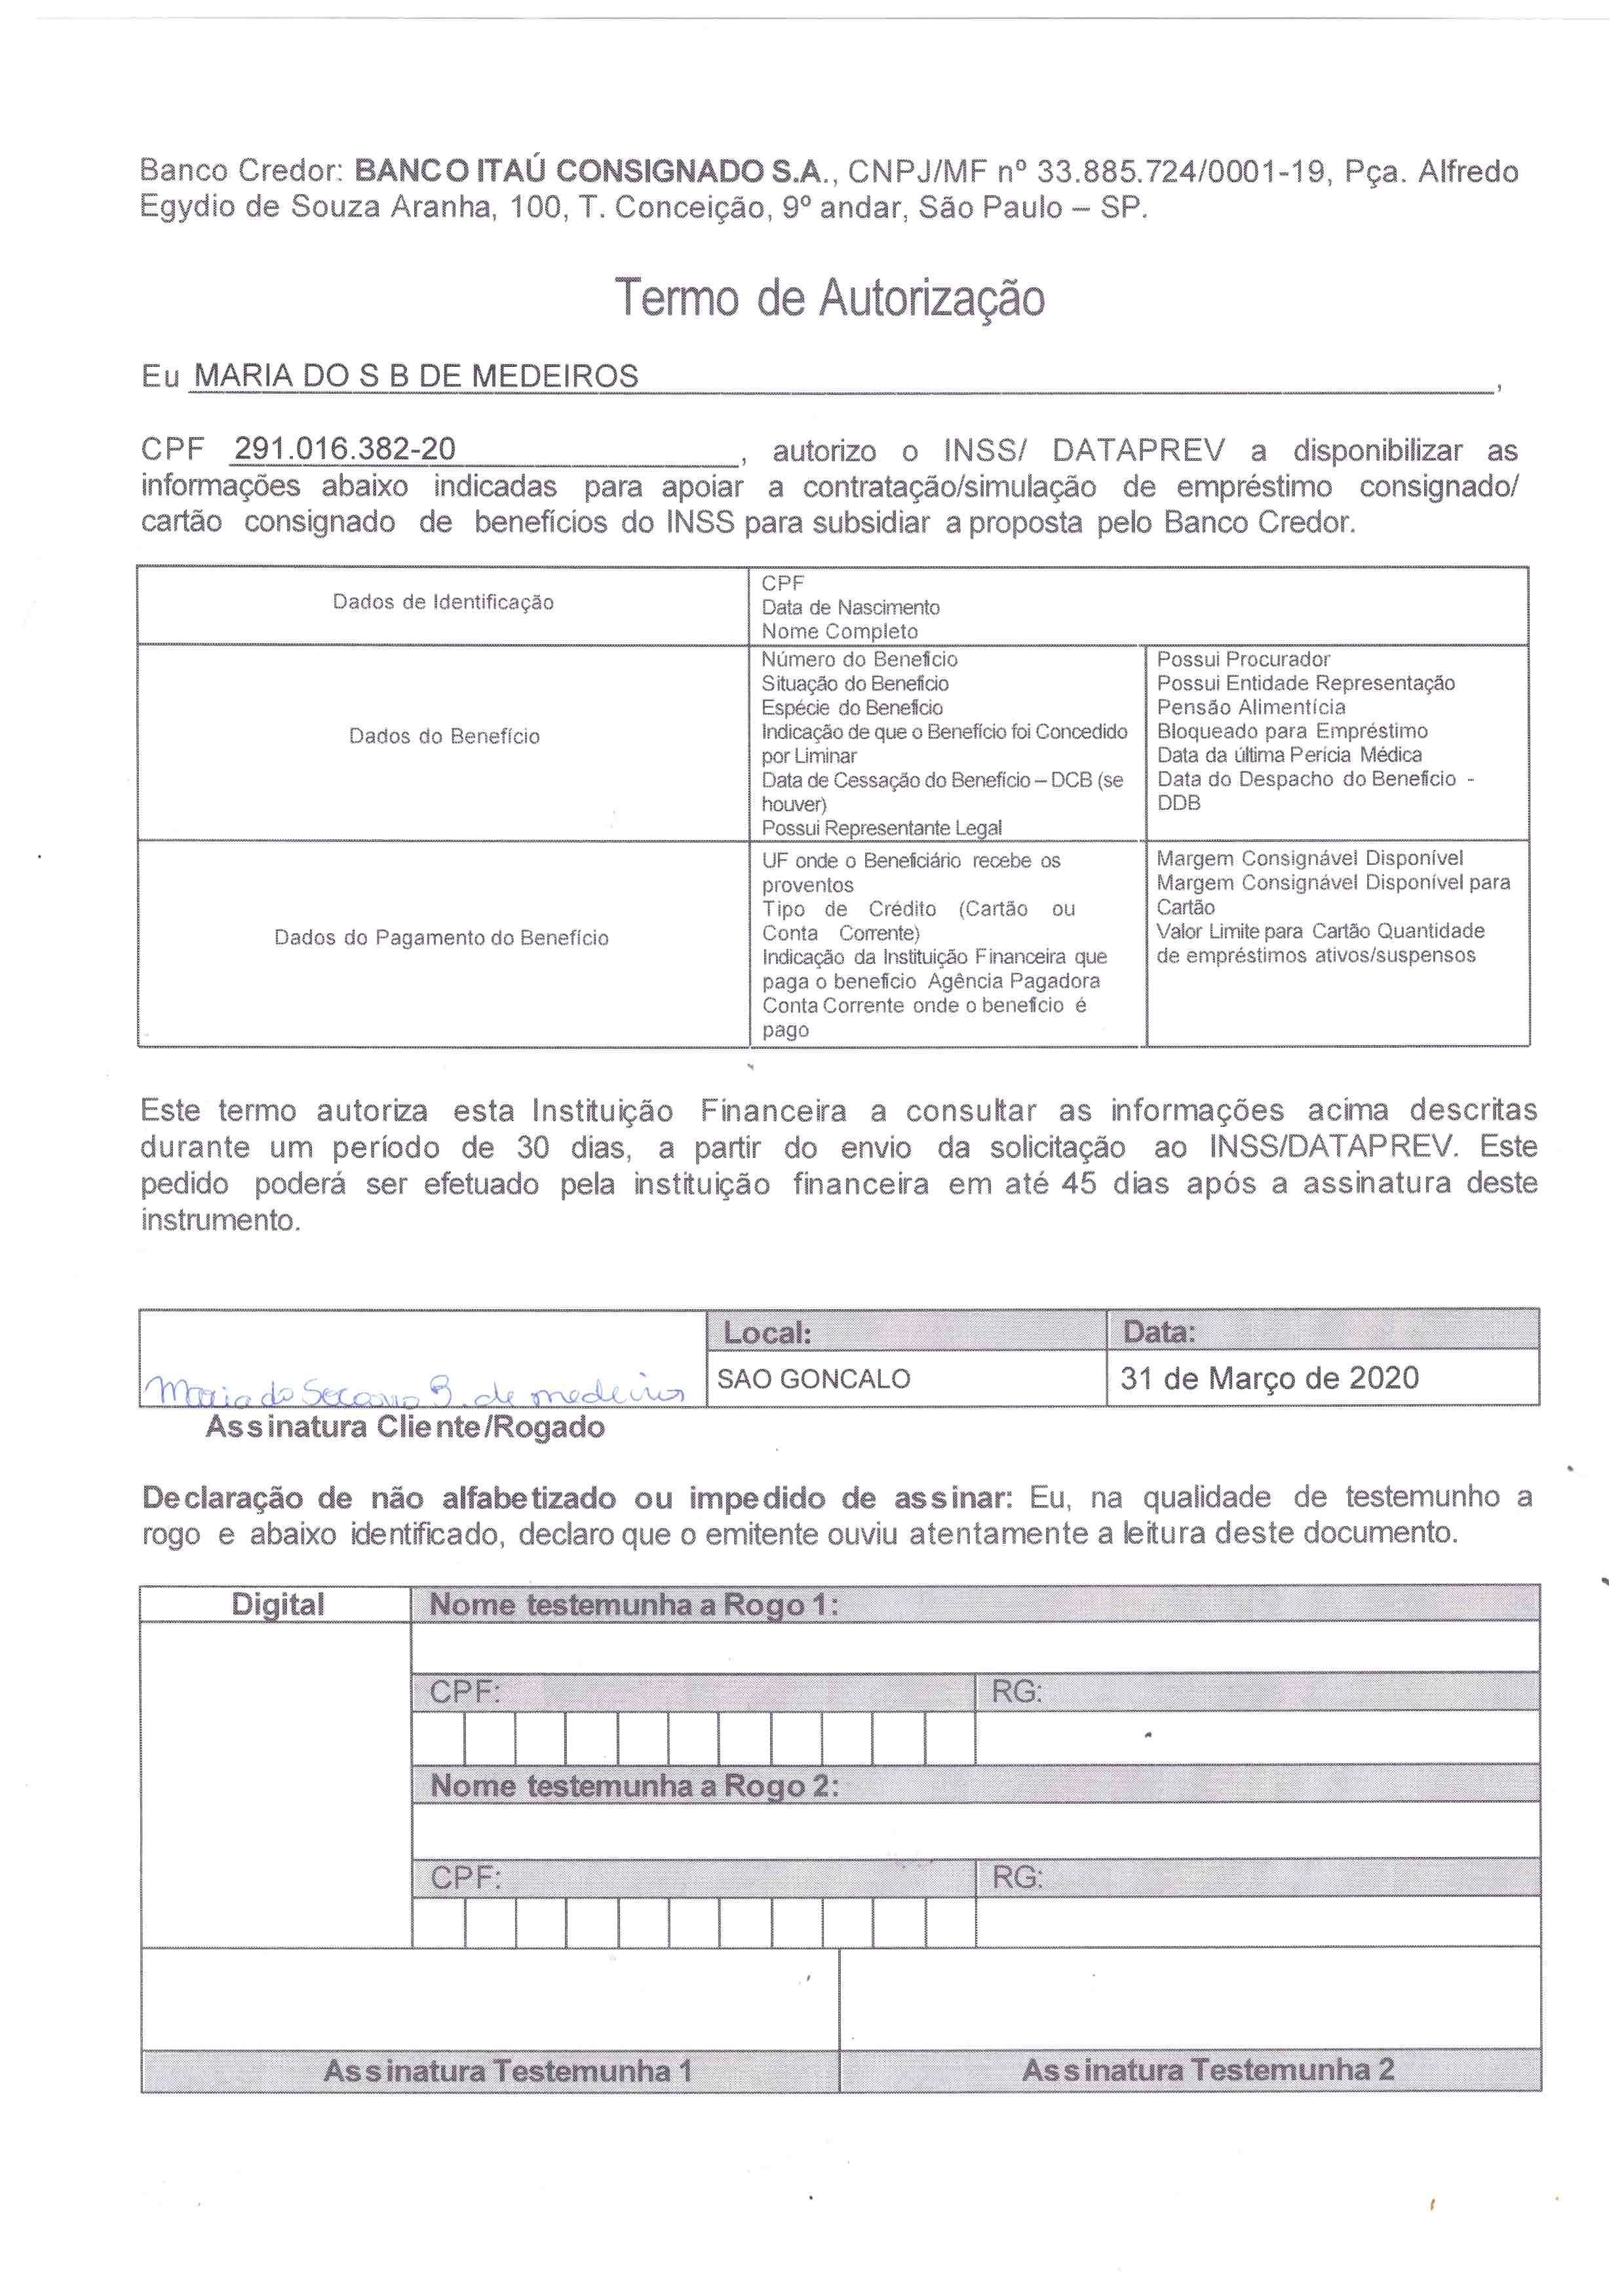 Banco Credor: BANCO ITAÚ CONSIGNADO S.A., CNPJ/MF nº 33.885.724/0001-19, Pça. Alfredo
Egydio de Souza Aranha, 100, T. Conceição, 9º andar, São Paulo – SP.
Termo de Autorização
Eu MARIA DO S B DE MEDEIROS,
CPF 291.016.382-20, autorizo o INSS/ DATAPREV a disponibilizar as
informações abaixo indicadas para apoiar a contratação/simulação de empréstimo consignado/
cartão consignado de benefícios do INSS para subsidiar a proposta pelo Banco Credor.
Dados de Identificação
CPF
Data de Nascimento
Nome Completo
Dados do Benefício
Número do Benefício
Situação do Benefício
Espécie do Benefício
Indicação de que o Benefício foi Concedido
por Liminar
Data de Cessação do Benefício – DCB (se
houver)
Possui Representante Legal
Possui Procurador
Possui Entidade Representação
Pensão Alimentícia
Bloqueado para Empréstimo
Data da última Perícia Médica
Data do Despacho do Benefício -
DDB
Dados do Pagamento do Benefício
UF onde o Beneficiário recebe os
proventos
Tipo de Crédito (Cartão ou
Conta Corrente)
Indicação da Instituição Financeira que
paga o benefício Agência Pagadora
Conta Corrente onde o benefício é
pago
Margem Consignável Disponível
Margem Consignável Disponível para
Cartão
Valor Limite para Cartão Quantidade
de empréstimos ativos/suspensos
Este termo autoriza esta Instituição Financeira a consultar as informações acima descritas
durante um período de 30 dias, a partir do envio da solicitação ao INSS/DATAPREV. Este
pedido poderá ser efetuado pela instituição financeira em até 45 dias após a assinatura deste
instrumento.
Local: Data:
Maria do Socorro B. de medeiros SAO GONCALO 31 de Março de 2020
Assinatura Cliente/Rogado
Declaração de não alfabetizado ou impedido de assinar: Eu, na qualidade de testemunho a
rogo e abaixo identificado, declaro que o emitente ouviu atentamente a leitura deste documento.
Digital Nome testemunha a Rogo 1:
CPF: RG:
Nome testemunha a Rogo 2:
CPF: RG:
Assinatura Testemunha 1 Assinatura Testemunha 2